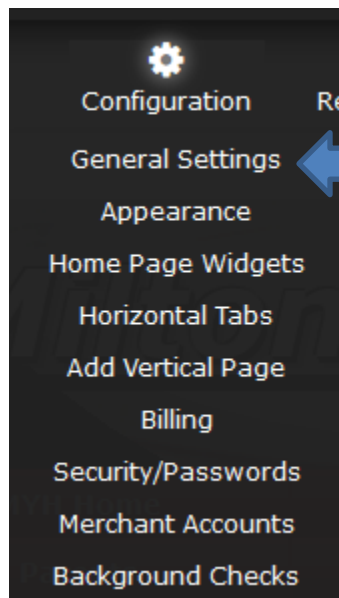 Configuration Re
General Settings
Appearance
Home Page Widgets
Horizontal Tabs
Add Vertical Page
Billing
Security/Passwords
Merchant Accounts
Background Checks